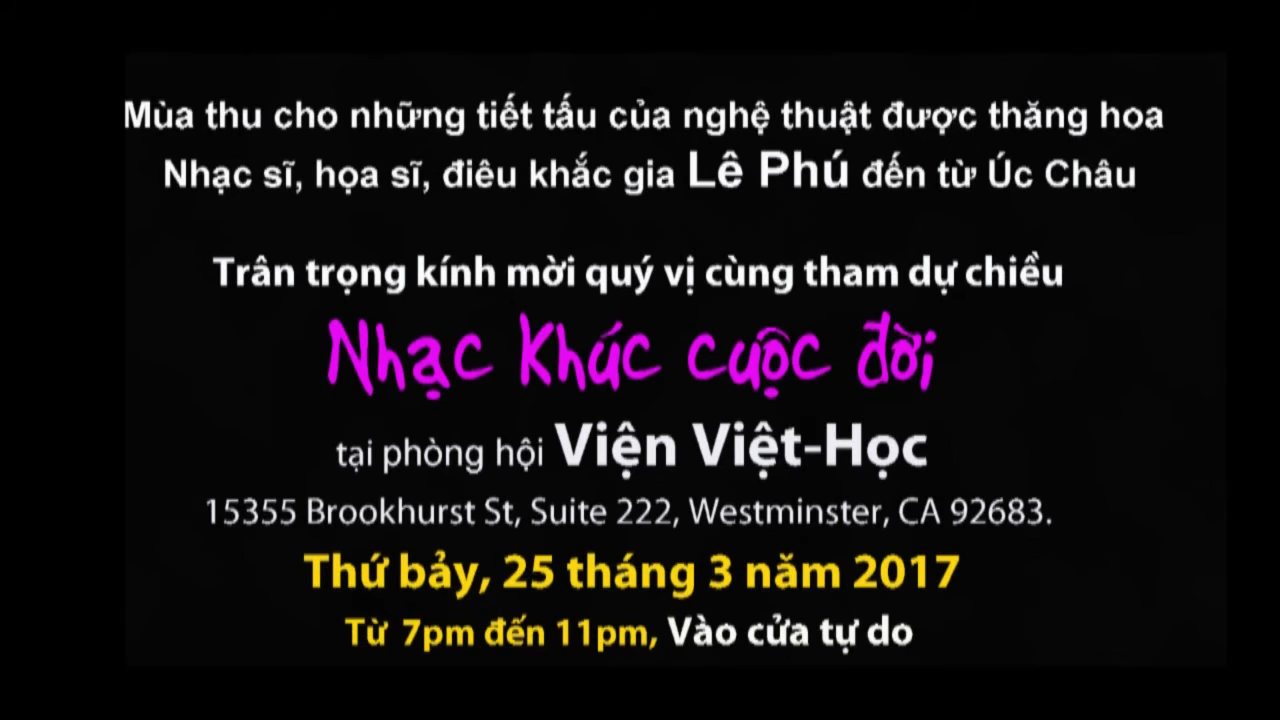 Mùa thu cho những tiết tấu của nghệ thuật được thăng hoa
Nhạc sĩ, họa sĩ, điêu khắc gia Lê Phú đến từ Úc Châu
Trân trọng kính mời quý vị cùng tham dự chiều
Nhạc khúc cuộc đời
tại phòng hội Viện Việt-Học
15355 Brookhurst St, Suite 222, Westminster, CA 92683.
Thứ bảy, 25 tháng 3 năm 2017
Từ 7pm đến 11pm, Vào cửa tự do